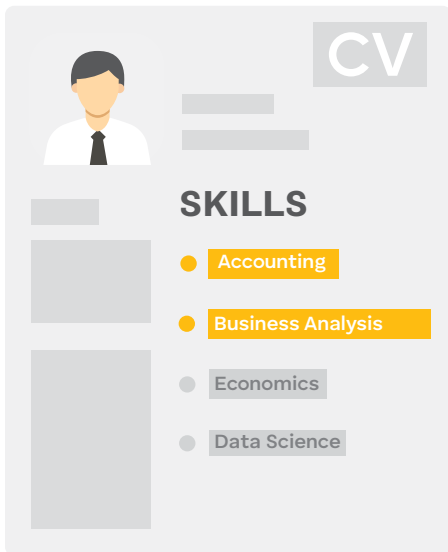 CV
SKILLS
Accounting
Business Analysis
Economics
Data Science